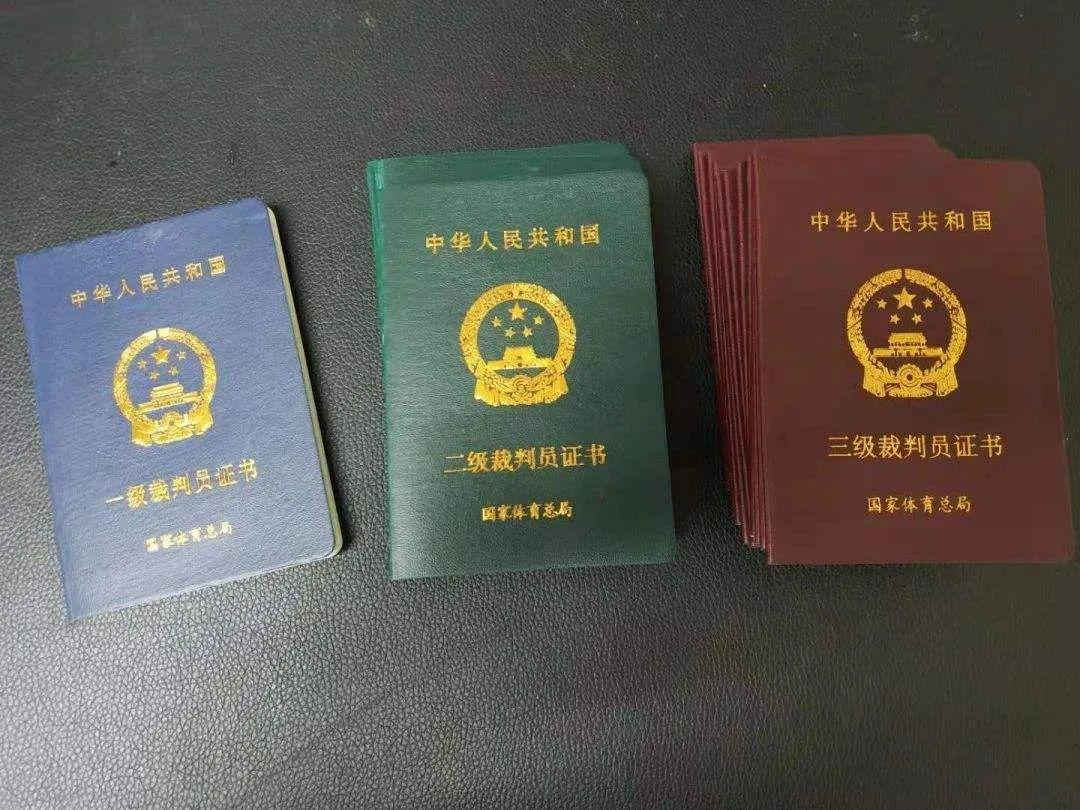 中华人民共和国
一级裁判员证书
国家体育总局
中华人民共和国
二级裁判员证书
国家体育总局
中华人民共和国
三级裁判员证书
国家体育总局